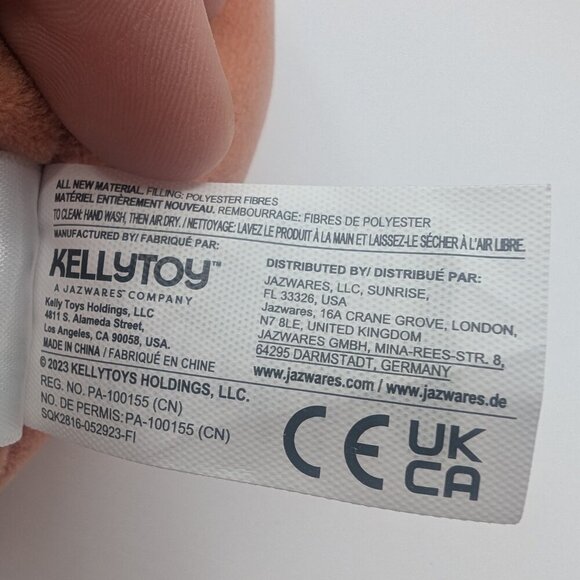 ALL NEW MATERIAL, FILLING: POLYESTER FIBRES
MATÉRIEL ENTIÈREMENT NOUVEAU, REMBOURRAGE: FIBRES DE POLYESTER
TO CLEAN: HAND WASH, THEN AIR DRY. / NETTOYAGE: LAVEZ LE PRODUIT À LA MAIN ET LAISSEZ-LE SÉCHER À L'AIR LIBRE.
MANUFACTURED BY/ FABRIQUÉ PAR:
KELLYTOY™
A JAZWARES™ COMPANY
Kelly Toys Holdings, LLC
4811 S. Alameda Street,
Los Angeles, CA 90058, USA.
MADE IN CHINA / FABRIQUÉ EN CHINE
© 2023 KELLYTOYS HOLDINGS, LLC.
REG. NO. PA-100155 (CN)
NO. DE PERMIS: PA-100155 (CN)
SQK2816-052923-FI
DISTRIBUTED BY/ DISTRIBUÉ PAR:
JAZWARES, LLC, SUNRISE,
FL 33326, USA
Jazwares, 16A CRANE GROVE, LONDON,
N7 8LE, UNITED KINGDOM
JAZWARES GMBH, MINA-REES-STR. 8,
64295 DARMSTADT, GERMANY
www.jazwares.com / www.jazwares.de
CE
UK
CA